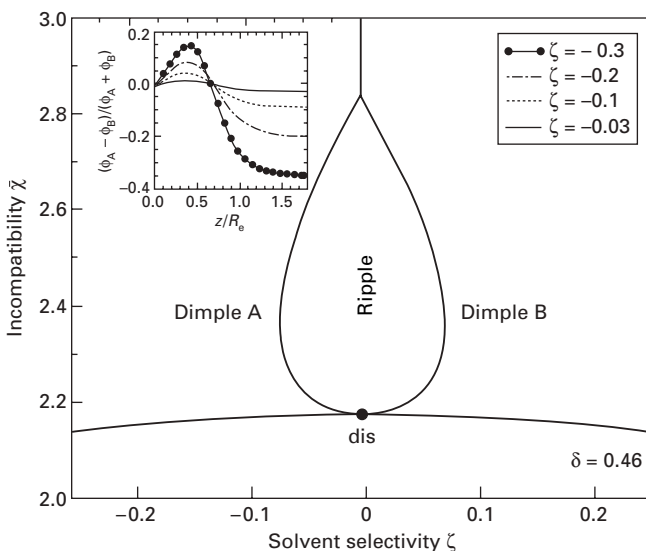 3.0
2.8
2.6
2.4
2.2
2.0
Incompatibility χ̄
−0.2
−0.1
0
0.1
0.2
Solvent selectivity ζ
0.2
0.0
−0.2
−0.4
(ϕA − ϕB)/(ϕA + ϕB)
0.0
0.5
1.0
1.5
z/Re
ζ = − 0.3
ζ = −0.2
ζ = −0.1
ζ = −0.03
Dimple A
Ripple
Dimple B
dis
δ = 0.46